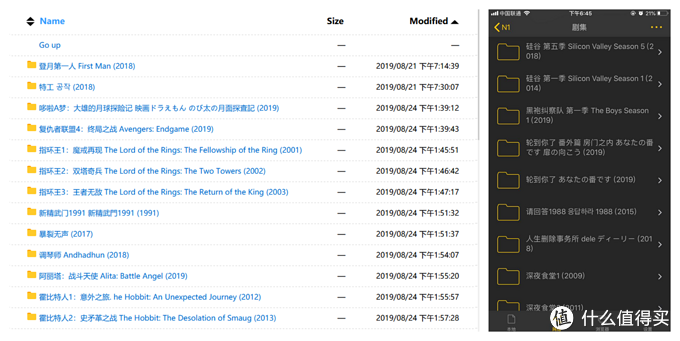 Name Size Modified
Go up — —
登月第一人 First Man (2018) — 2019/08/21 下午7:14:39
特工 공작 (2018) — 2019/08/21 下午7:30:07
哆啦A梦：大雄的月球探险记 映画ドラえもん のび太の月面探査記 (2019) — 2019/08/24 下午1:39:12
复仇者联盟4：终局之战 Avengers: Endgame (2019) — 2019/08/24 下午1:39:43
指环王1：魔戒再现 The Lord of the Rings: The Fellowship of the Ring (2001) — 2019/08/24 下午1:45:51
指环王2：双塔奇兵 The Lord of the Rings: The Two Towers (2002) — 2019/08/24 下午1:46:42
指环王3：王者无敌 The Lord of the Rings: The Return of the King (2003) — 2019/08/24 下午1:47:17
新精武门1991 新精武門1991 (1991) — 2019/08/24 下午1:51:32
暴裂无声 (2017) — 2019/08/24 下午1:51:37
调琴师 Andhadhun (2018) — 2019/08/24 下午1:54:07
阿丽塔：战斗天使 Alita: Battle Angel (2019) — 2019/08/24 下午1:55:20
霍比特人1：意外之旅. he Hobbit: An Unexpected Journey (2012) — 2019/08/24 下午1:55:57
霍比特人2：史矛革之战 The Hobbit: The Desolation of Smaug (2013) — 2019/08/24 下午1:57:28
中国联通 下午6:45 21%
N1 剧集
硅谷 第五季 Silicon Valley Season 5 (2
018)
硅谷 第一季 Silicon Valley Season 1 (2
014)
黑袍纠察队 第一季 The Boys Season
1 (2019)
轮到你了 番外篇 房门之内 あなたの番
です 扉の向こう (2019)
轮到你了 あなたの番です (2019)
请回答1988 응답하라 1988 (2015)
人生删除事务所 dele ディーリー (201
8)
深夜食堂1 (2009)
值 什么值得买